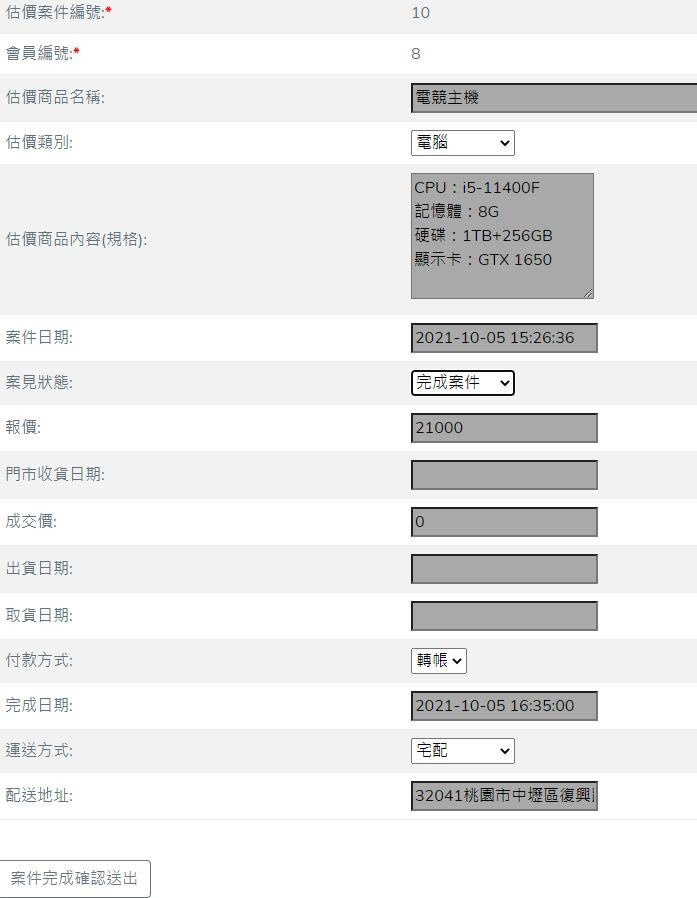 估價案件編號:* 10
會員編號:* 8
估價商品名稱: 電競主機
估價類別: 電腦
估價商品內容(規格):
CPU：i5-11400F
記憶體：8G
硬碟：1TB+256GB
顯示卡：GTX 1650
案件日期: 2021-10-05 15:26:36
案見狀態: 完成案件
報價: 21000
門市收貨日期:
成交價: 0
出貨日期:
取貨日期:
付款方式: 轉帳
完成日期: 2021-10-05 16:35:00
運送方式: 宅配
配送地址: 32041桃園市中壢區復興
案件完成確認送出